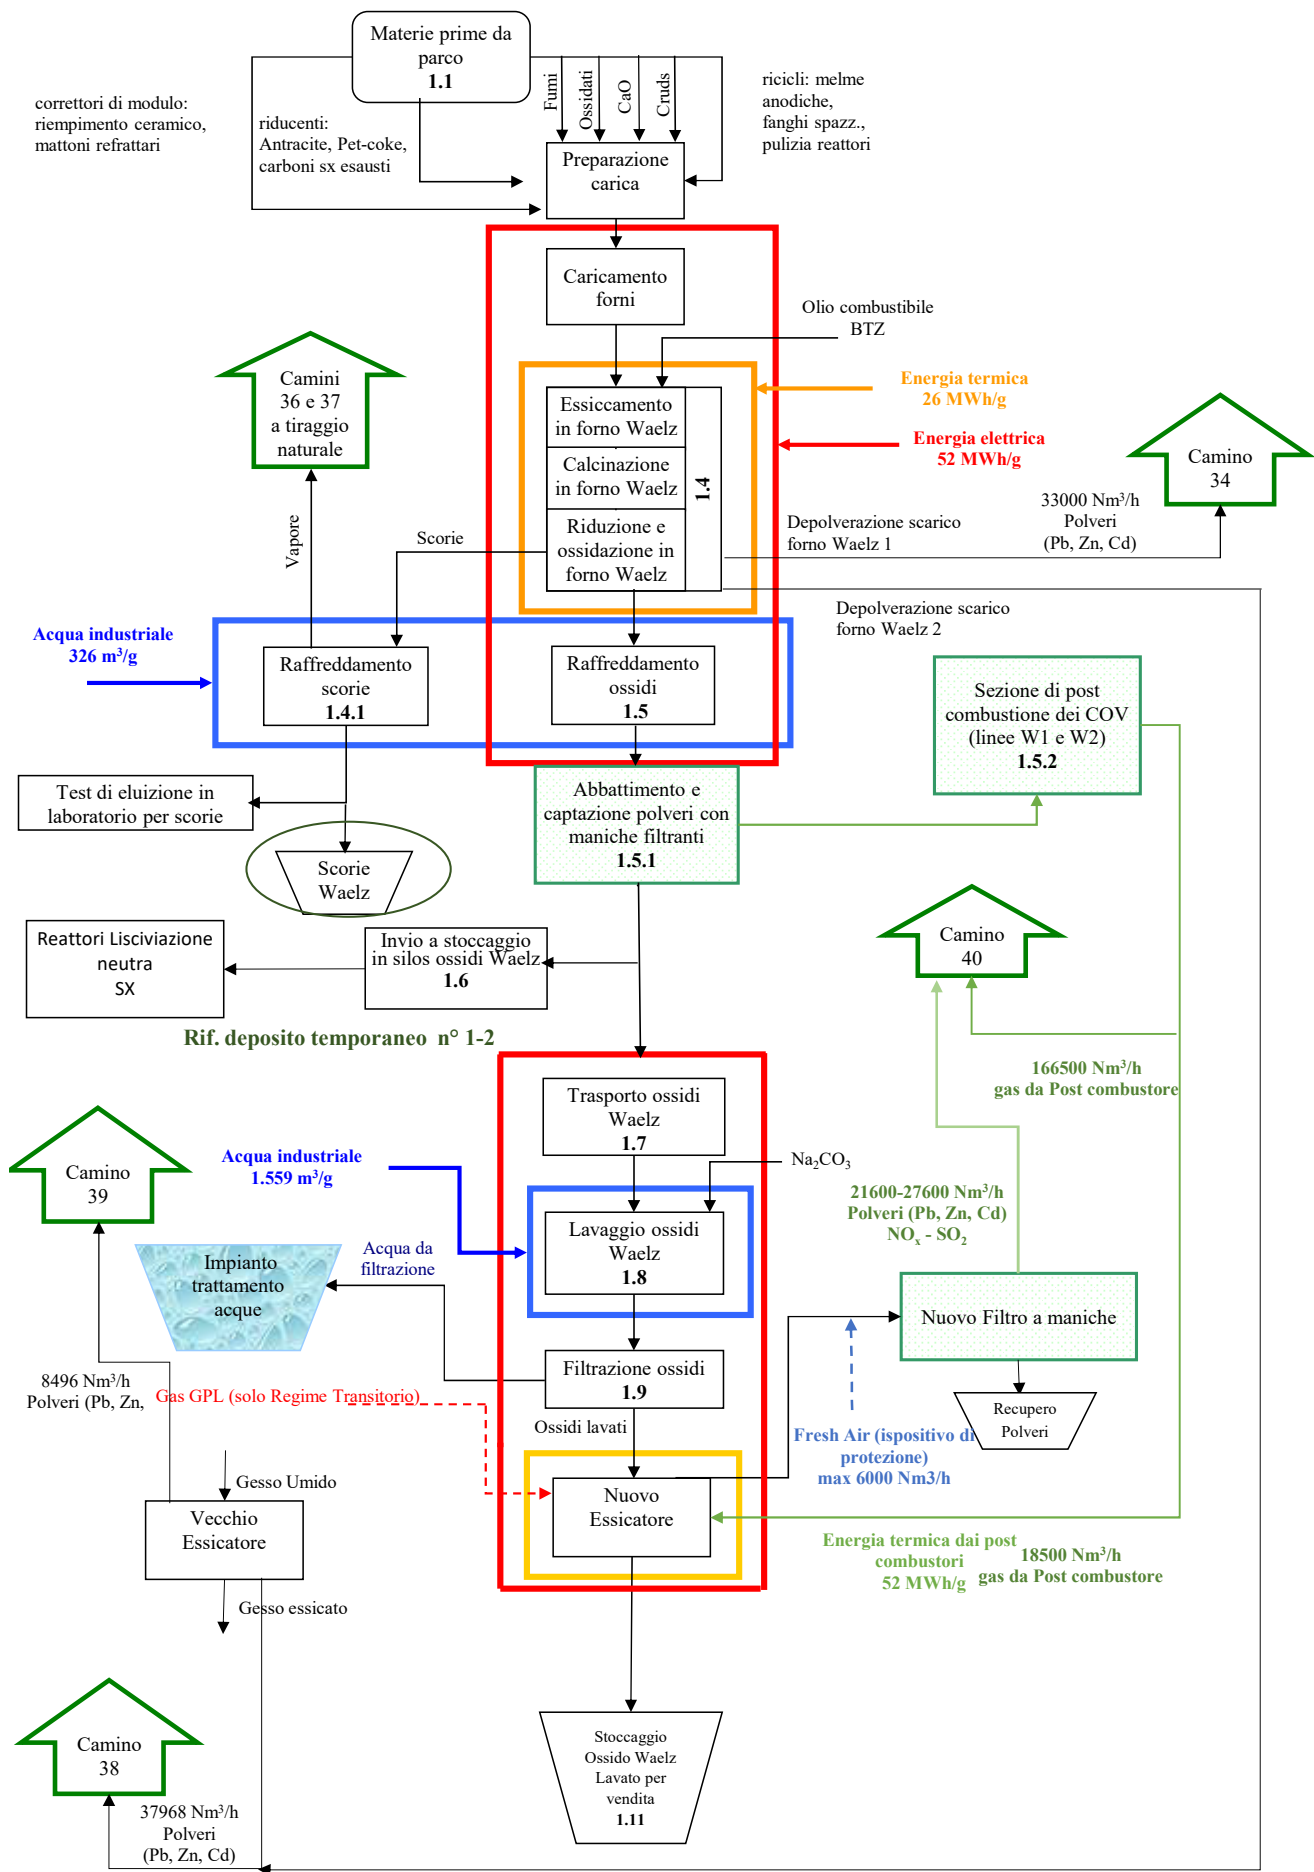 Materie prime da
parco
1.1
correttori di modulo:
riempimento ceramico,
mattoni refrattari
riducenti:
Antracite, Pet-coke,
carboni sx esausti
Fumi
Ossidati
CaO
Cruds
ricicli: melme
anodiche,
fanghi spazz.,
pulizia reattori
Preparazione
carica
Caricamento
forni
Olio combustibile
BTZ
Camini
36 e 37
a tiraggio
naturale
Energia termica
26 MWh/g
Essiccamento
in forno Waelz
Calcinazione
in forno Waelz
Riduzione e
ossidazione in
forno Waelz
1.4
Energia elettrica
52 MWh/g
Camino
34
33000 Nm³/h
Polveri
(Pb, Zn, Cd)
Vapore
Scorie
Depolverazione scarico
forno Waelz 1
Depolverazione scarico
forno Waelz 2
Acqua industriale
326 m³/g
Raffreddamento
scorie
1.4.1
Raffreddamento
ossidi
1.5
Sezione di post
combustione dei COV
(linee W1 e W2)
1.5.2
Test di eluizione in
laboratorio per scorie
Abbattimento e
captazione polveri con
maniche filtranti
1.5.1
Scorie
Waelz
Reattori Lisciviazione
neutra
SX
Invio a stoccaggio
in silos ossidi Waelz
1.6
Camino
40
Rif. deposito temporaneo n° 1-2
166500 Nm³/h
gas da Post combustore
Trasporto ossidi
Waelz
1.7
Camino
39
Acqua industriale
1.559 m³/g
Na₂CO₃
21600-27600 Nm³/h
Polveri (Pb, Zn, Cd)
NOₓ - SO₂
Lavaggio ossidi
Waelz
1.8
Impianto
trattamento
acque
Acqua da
filtrazione
Nuovo Filtro a maniche
Filtrazione ossidi
1.9
8496 Nm³/h
Polveri (Pb, Zn,
Gas GPL (solo Regime Transitorio)
Recupero
Polveri
Ossidi lavati
Fresh Air (ispositivo di
protezione)
max 6000 Nm3/h
Gesso Umido
Nuovo
Essicatore
Vecchio
Essicatore
Energia termica dai post
combustori
52 MWh/g
18500 Nm³/h
gas da Post combustore
Gesso essicato
Camino
38
Stoccaggio
Ossido Waelz
Lavato per
vendita
1.11
37968 Nm³/h
Polveri
(Pb, Zn, Cd)